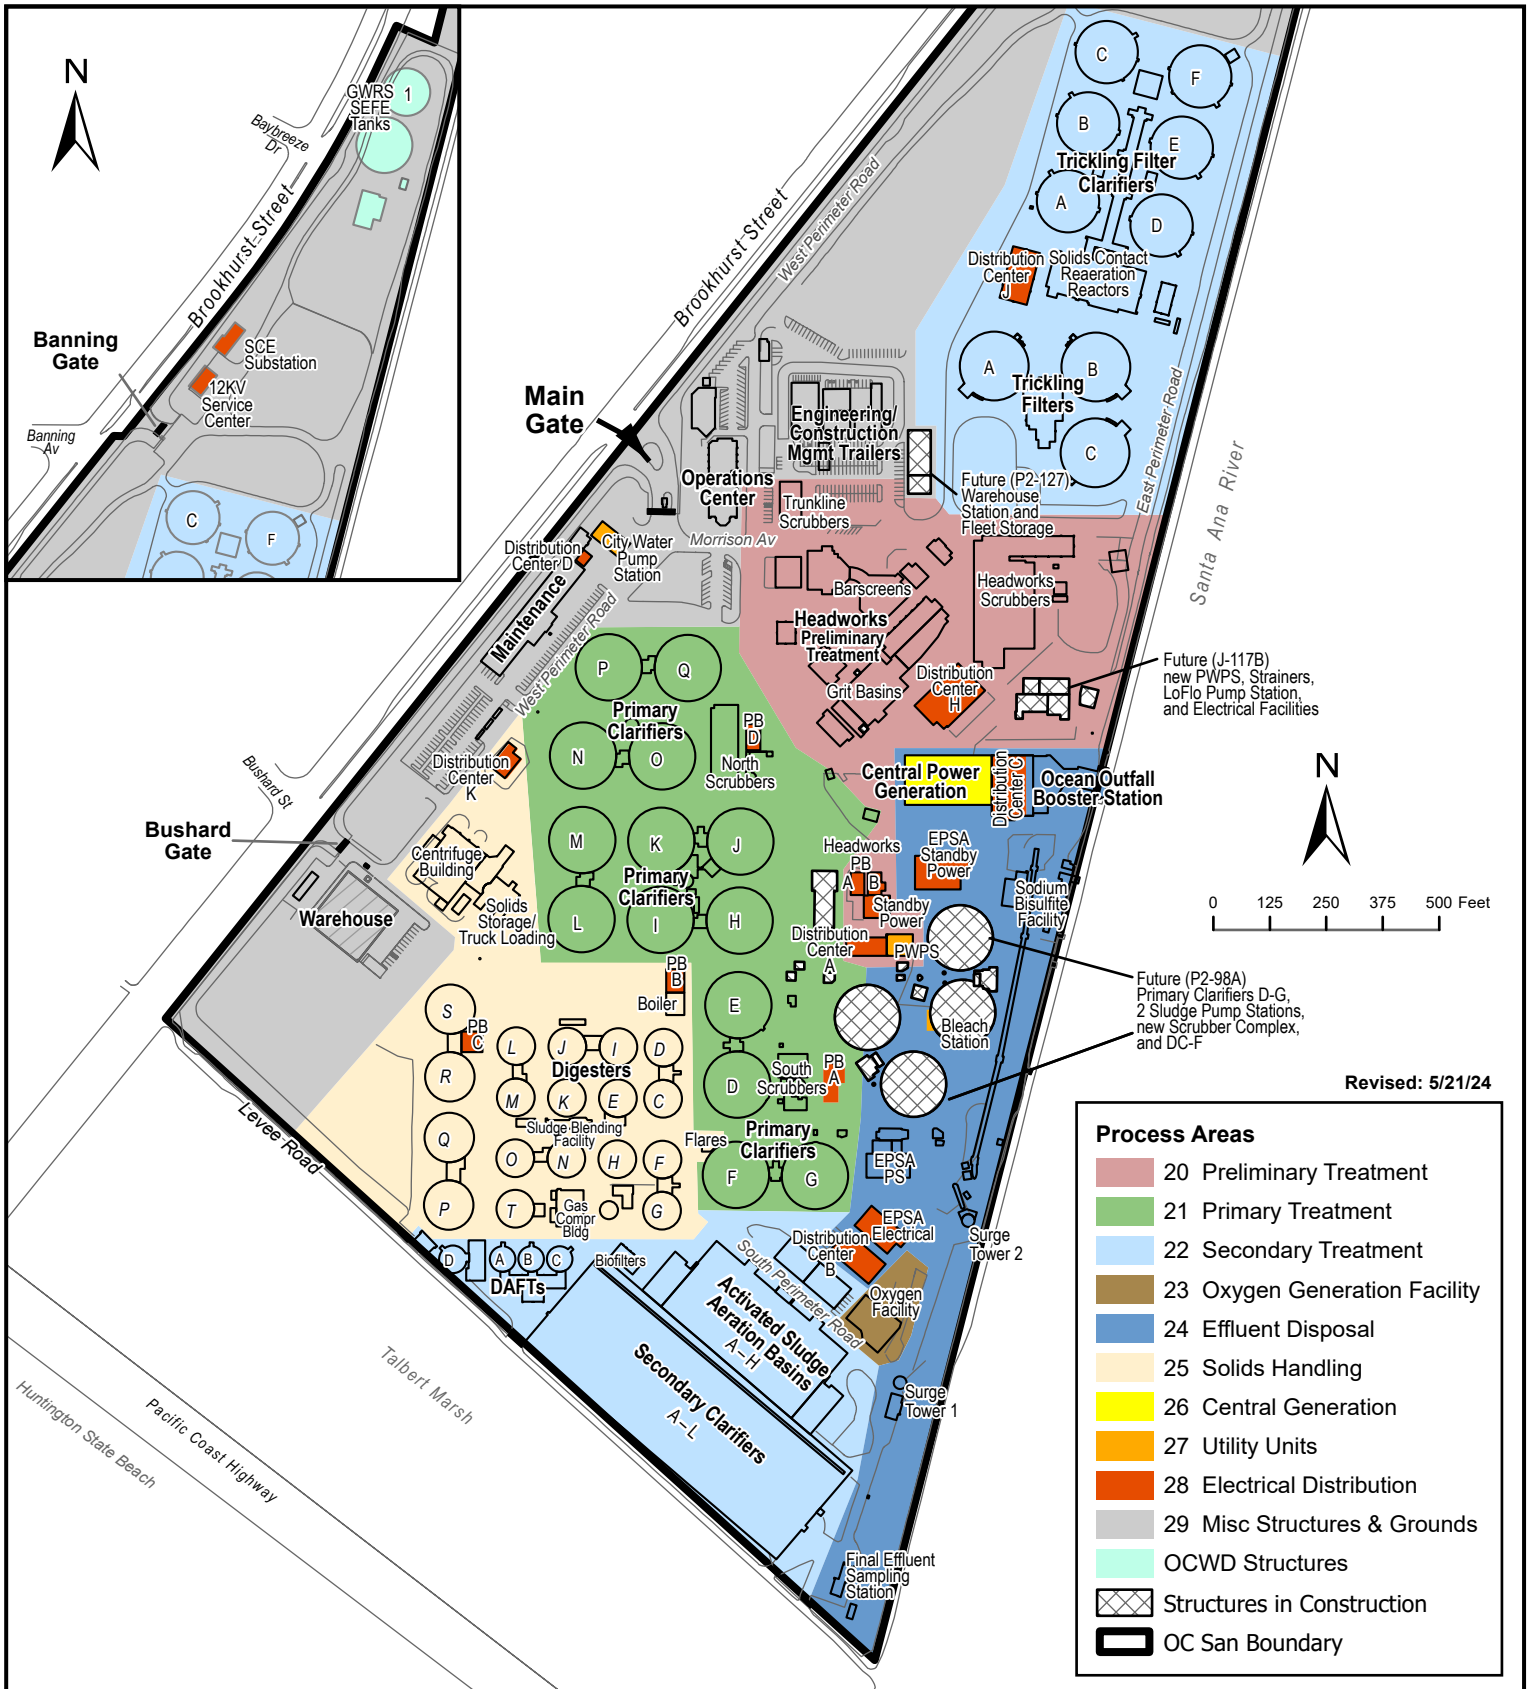 N
GWRS
SEFE
Tanks
1
Baybreeze
Dr
Brookhurst Street
Banning
Gate
SCE
Substation
12KV
Service
Center
Banning
Av
C
F
Brookhurst Street
West Perimeter Road
Main
Gate
C
F
B
E
Trickling Filter
Clarifiers
A
D
Distribution
Center
J
Solids Contact
Reaeration
Reactors
A
B
Trickling
Filters
C
East Perimeter Road
Santa Ana River
Engineering/
Construction
Mgmt Trailers
Operations
Center
Trunkline
Scrubbers
Future (P2-127)
Warehouse
Station and
Fleet Storage
Morrison Av
Distribution
Center D
City Water
Pump
Station
Maintenance
West Perimeter Road
Barscreens
Headworks
Scrubbers
Headworks
Preliminary
Treatment
Grit Basins
Distribution
Center
H
Future (J-117B)
new PWPS, Strainers,
LoFlo Pump Station,
and Electrical Facilities
P
Q
Primary
Clarifiers
N
O
PB
D
North
Scrubbers
Distribution
Center
K
Bushard St
Bushard
Gate
Central Power
Generation
Distribution
Center C
Ocean Outfall
Booster Station
N
M
K
J
Primary
Clarifiers
L
I
H
Centrifuge
Building
Solids
Storage/
Truck Loading
Warehouse
Headworks
PB
A
B
Standby
Power
EPSA
Standby
Power
Sodium
Bisulfite
Facility
Distribution
Center
A
PWPS
0
125
250
375
500 Feet
Future (P2-98A)
Primary Clarifiers D-G,
2 Sludge Pump Stations,
new Scrubber Complex,
and DC-F
PB
B
Boiler
E
Bleach
Station
S
PB
C
L
J
I
D
Digesters
R
M
K
E
C
Sludge Blending
Facility
Q
O
N
H
F
P
T
Gas
Compr
Bldg
G
D
South
Scrubbers
PB
A
Flares
Primary
Clarifiers
F
G
EPSA
PS
EPSA
Electrical
Distribution
Center
B
Surge
Tower 2
Levee Road
D
A
B
C
DAFTs
Biofilters
South Perimeter Road
Oxygen
Facility
Activated Sludge
Aeration Basins
A – H
Secondary Clarifiers
A – L
Surge
Tower 1
Final Effluent
Sampling
Station
Talbert Marsh
Pacific Coast Highway
Huntington State Beach
Revised: 5/21/24
Process Areas
20 Preliminary Treatment
21 Primary Treatment
22 Secondary Treatment
23 Oxygen Generation Facility
24 Effluent Disposal
25 Solids Handling
26 Central Generation
27 Utility Units
28 Electrical Distribution
29 Misc Structures & Grounds
OCWD Structures
Structures in Construction
OC San Boundary